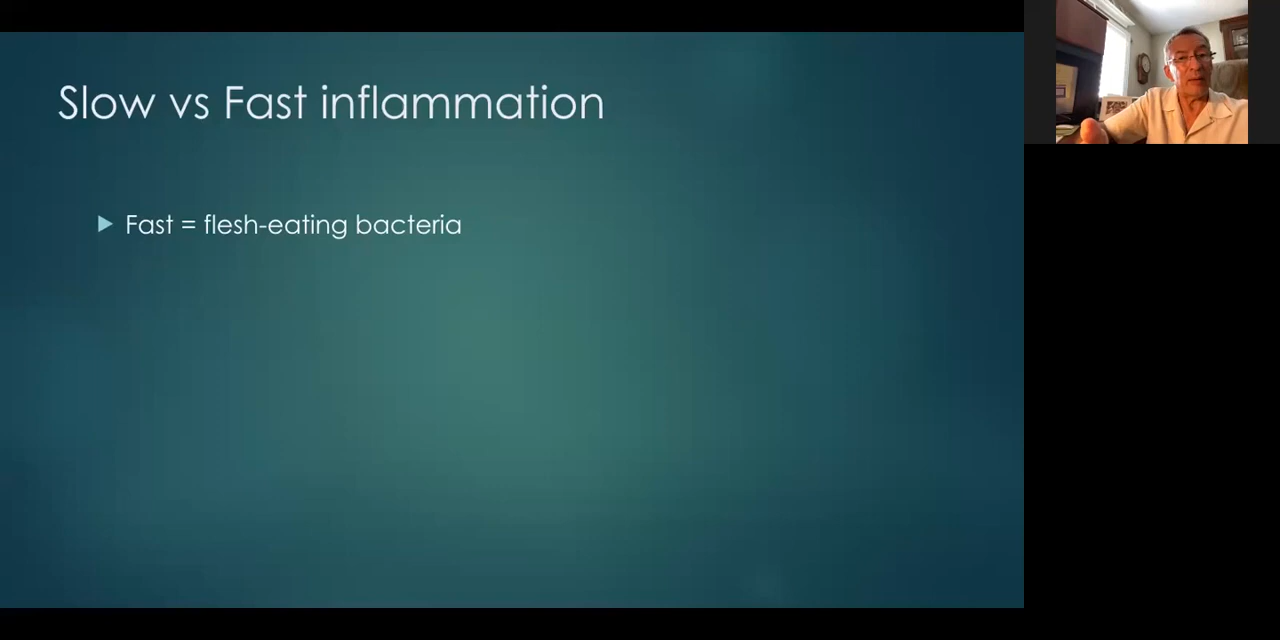 Slow vs Fast inflammation
Fast = flesh-eating bacteria